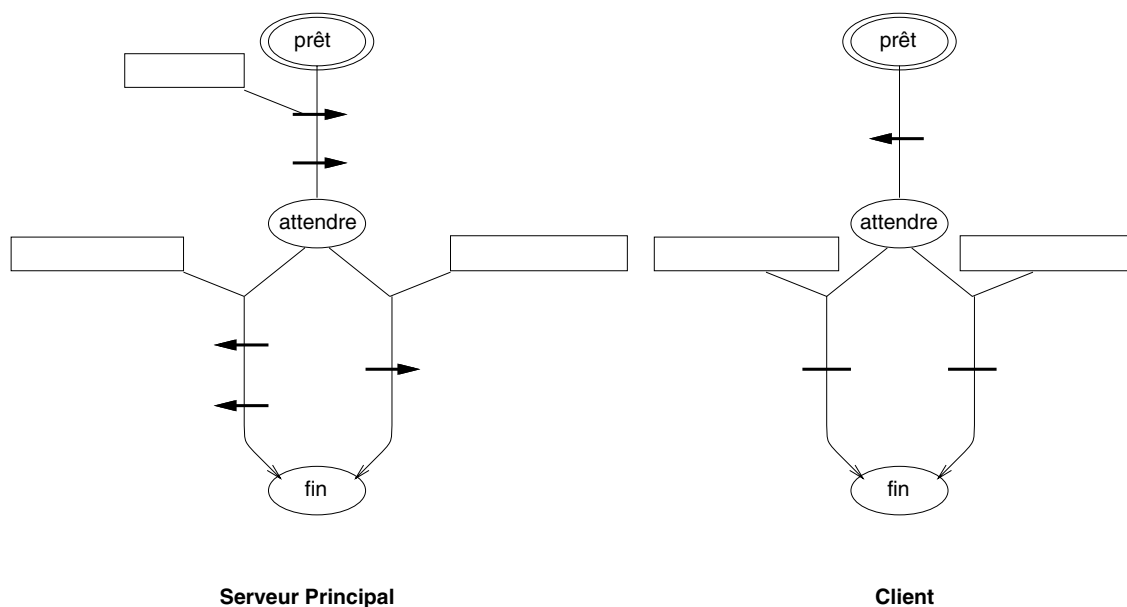 prêt
attendre
fin
Serveur Principal
prêt
attendre
fin
Client